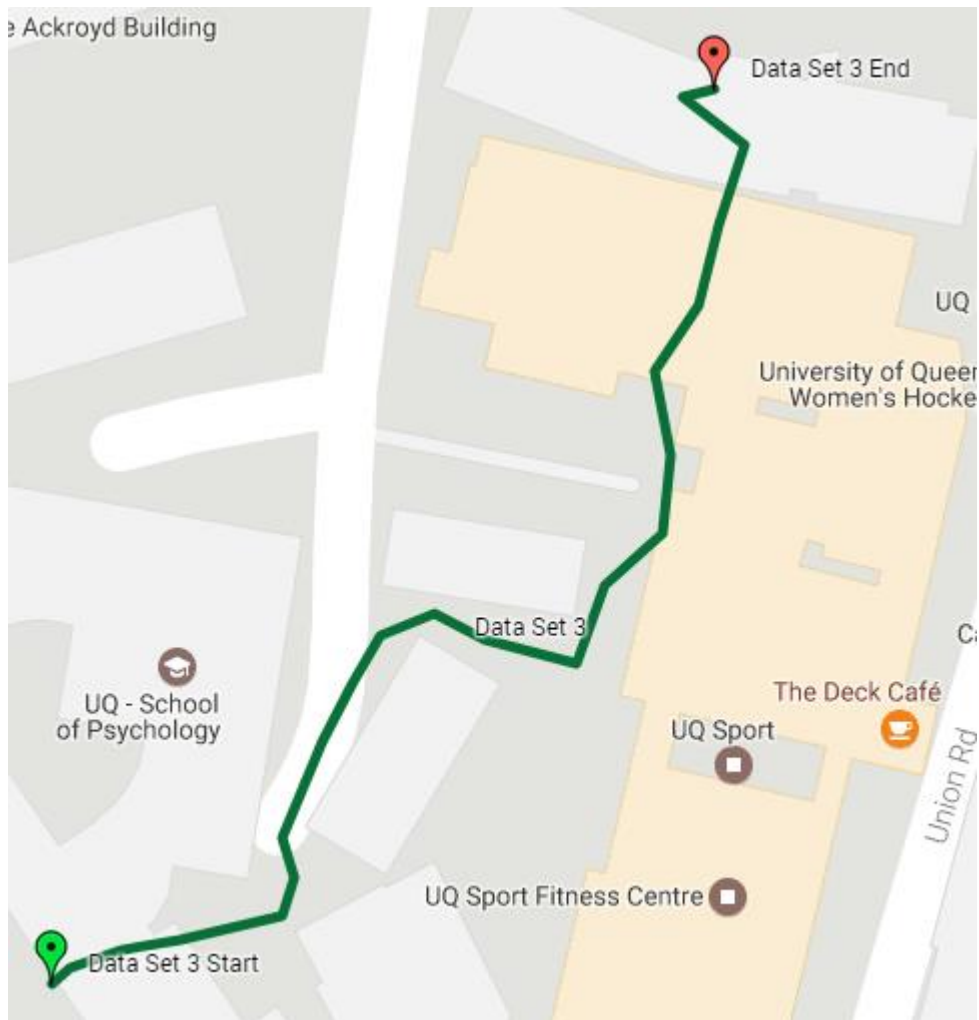 e Ackroyd Building
Data Set 3 End
UQ
University of Queen
Women's Hocke
Data Set 3
UQ - School
of Psychology
The Deck Café
UQ Sport
Ca
Union Rd
UQ Sport Fitness Centre
Data Set 3 Start